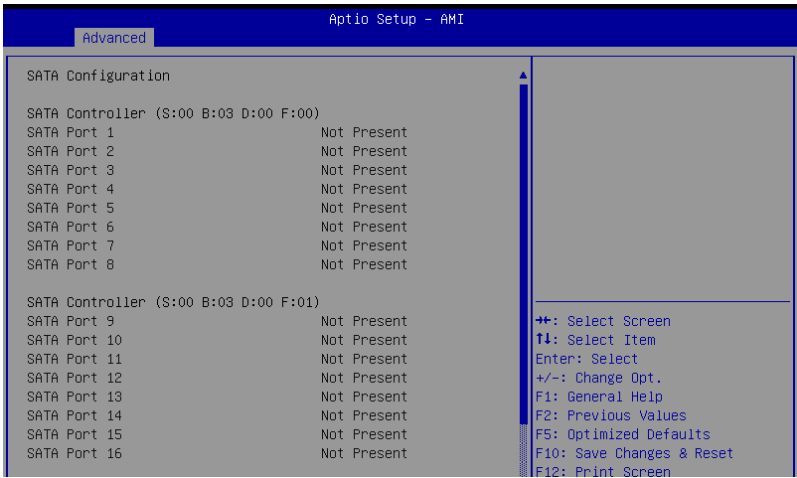 Aptio Setup – AMI
Advanced
SATA Configuration
SATA Controller (S:00 B:03 D:00 F:00)
SATA Port 1 Not Present
SATA Port 2 Not Present
SATA Port 3 Not Present
SATA Port 4 Not Present
SATA Port 5 Not Present
SATA Port 6 Not Present
SATA Port 7 Not Present
SATA Port 8 Not Present
SATA Controller (S:00 B:03 D:00 F:01)
SATA Port 9 Not Present
SATA Port 10 Not Present
SATA Port 11 Not Present
SATA Port 12 Not Present
SATA Port 13 Not Present
SATA Port 14 Not Present
SATA Port 15 Not Present
SATA Port 16 Not Present
→←: Select Screen
↑↓: Select Item
Enter: Select
+/-: Change Opt.
F1: General Help
F2: Previous Values
F5: Optimized Defaults
F10: Save Changes & Reset
F12: Print Screen